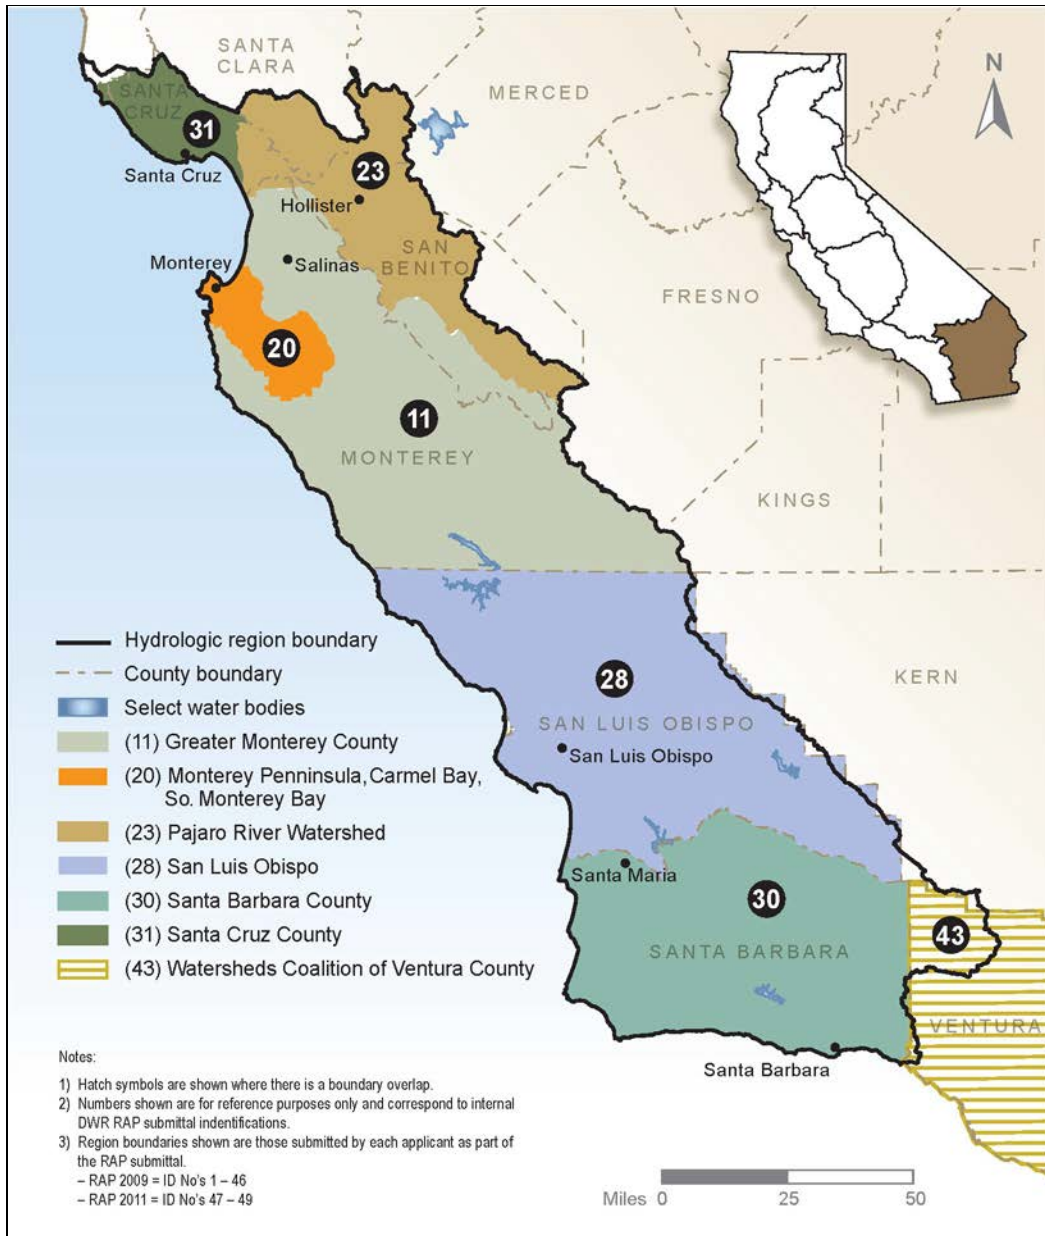 SANTA
CLARA
MERCED
N
SANTA
CRUZ
31
Santa Cruz
23
Hollister
SAN
BENITO
Monterey
Salinas
FRESNO
20
11
MONTEREY
KINGS
Hydrologic region boundary
County boundary
Select water bodies
(11) Greater Monterey County
(20) Monterey Penninsula, Carmel Bay,
So. Monterey Bay
(23) Pajaro River Watershed
(28) San Luis Obispo
(30) Santa Barbara County
(31) Santa Cruz County
(43) Watersheds Coalition of Ventura County
28
KERN
SAN LUIS OBISPO
San Luis Obispo
Santa Maria
30
SANTA BARBARA
43
VENTURA
Santa Barbara
Notes:
1) Hatch symbols are shown where there is a boundary overlap.
2) Numbers shown are for reference purposes only and correspond to internal
DWR RAP submittal indentifications.
3) Region boundaries shown are those submitted by each applicant as part of
the RAP submittal.
– RAP 2009 = ID No's 1 – 46
– RAP 2011 = ID No's 47 – 49
Miles 0 25 50